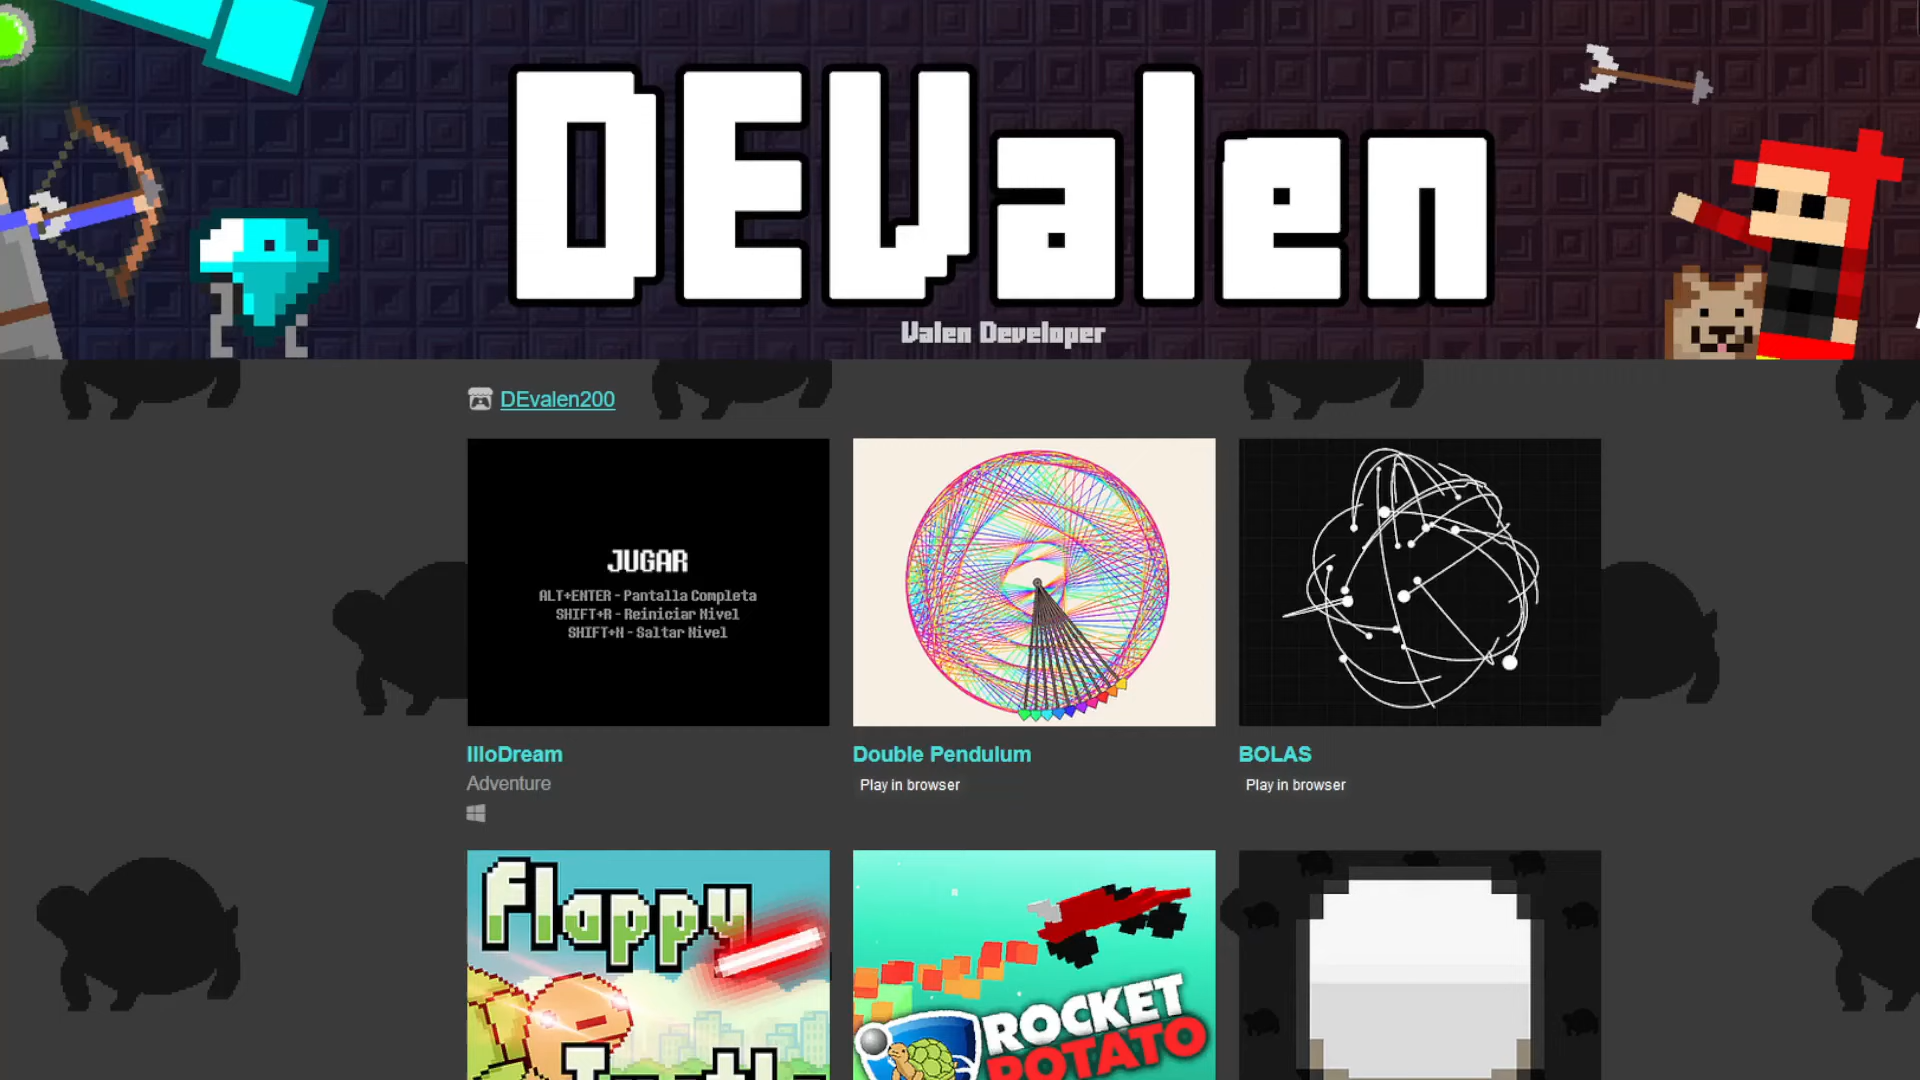 DEValen
Valen Developer
DEvalen200
JUGAR
ALT+ENTER - Pantalla Completa
SHIFT+R - Reiniciar Nivel
SHIFT+N - Saltar Nivel
IlloDream
Adventure
Double Pendulum
Play in browser
BOLAS
Play in browser
flappy
Turtle
ROCKET
POTATO